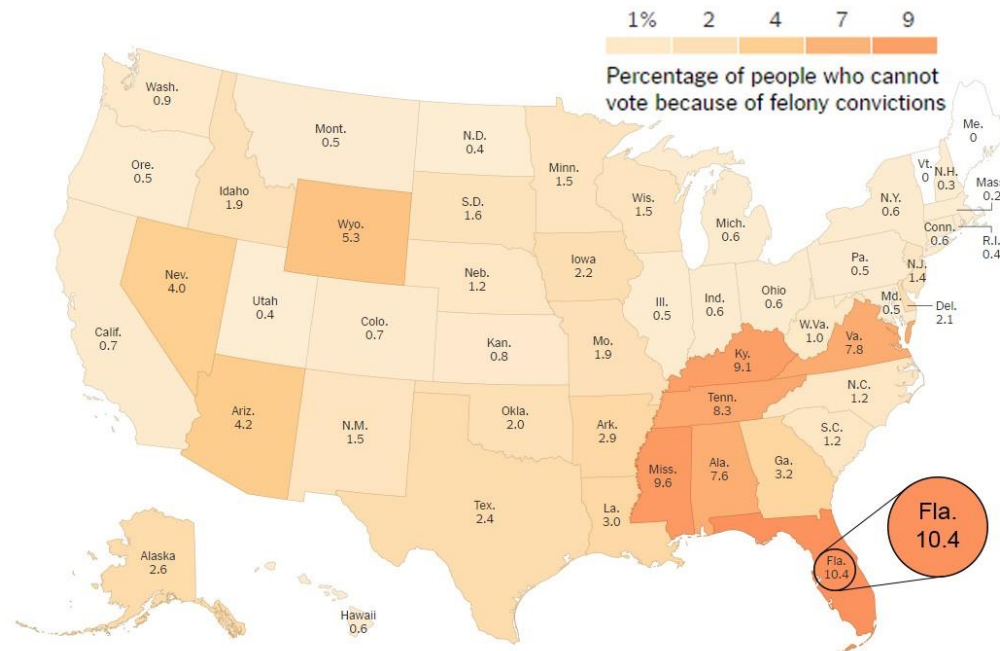 1% 2 4 7 9
Percentage of people who cannot
vote because of felony convictions
Wash.
0.9
Mont.
0.5
N.D.
0.4
Minn.
1.5
Me.
0
Vt.
0
N.H.
0.3
Mass.
0.2
Ore.
0.5
Idaho
1.9
S.D.
1.6
Wis.
1.5
N.Y.
0.6
Wyo.
5.3
Mich.
0.6
Conn.
0.6
R.I.
0.4
Nev.
4.0
Neb.
1.2
Iowa
2.2
Pa.
0.5
N.J.
1.4
Utah
0.4
Colo.
0.7
Ill.
0.5
Ind.
0.6
Ohio
0.6
Md.
0.5
Del.
2.1
Calif.
0.7
Kan.
0.8
Mo.
1.9
W.Va.
1.0
Va.
7.8
Ky.
9.1
Ariz.
4.2
N.M.
1.5
Okla.
2.0
Ark.
2.9
Tenn.
8.3
N.C.
1.2
S.C.
1.2
Miss.
9.6
Ala.
7.6
Ga.
3.2
Tex.
2.4
La.
3.0
Fla.
10.4
Fla.
10.4
Alaska
2.6
Hawaii
0.6